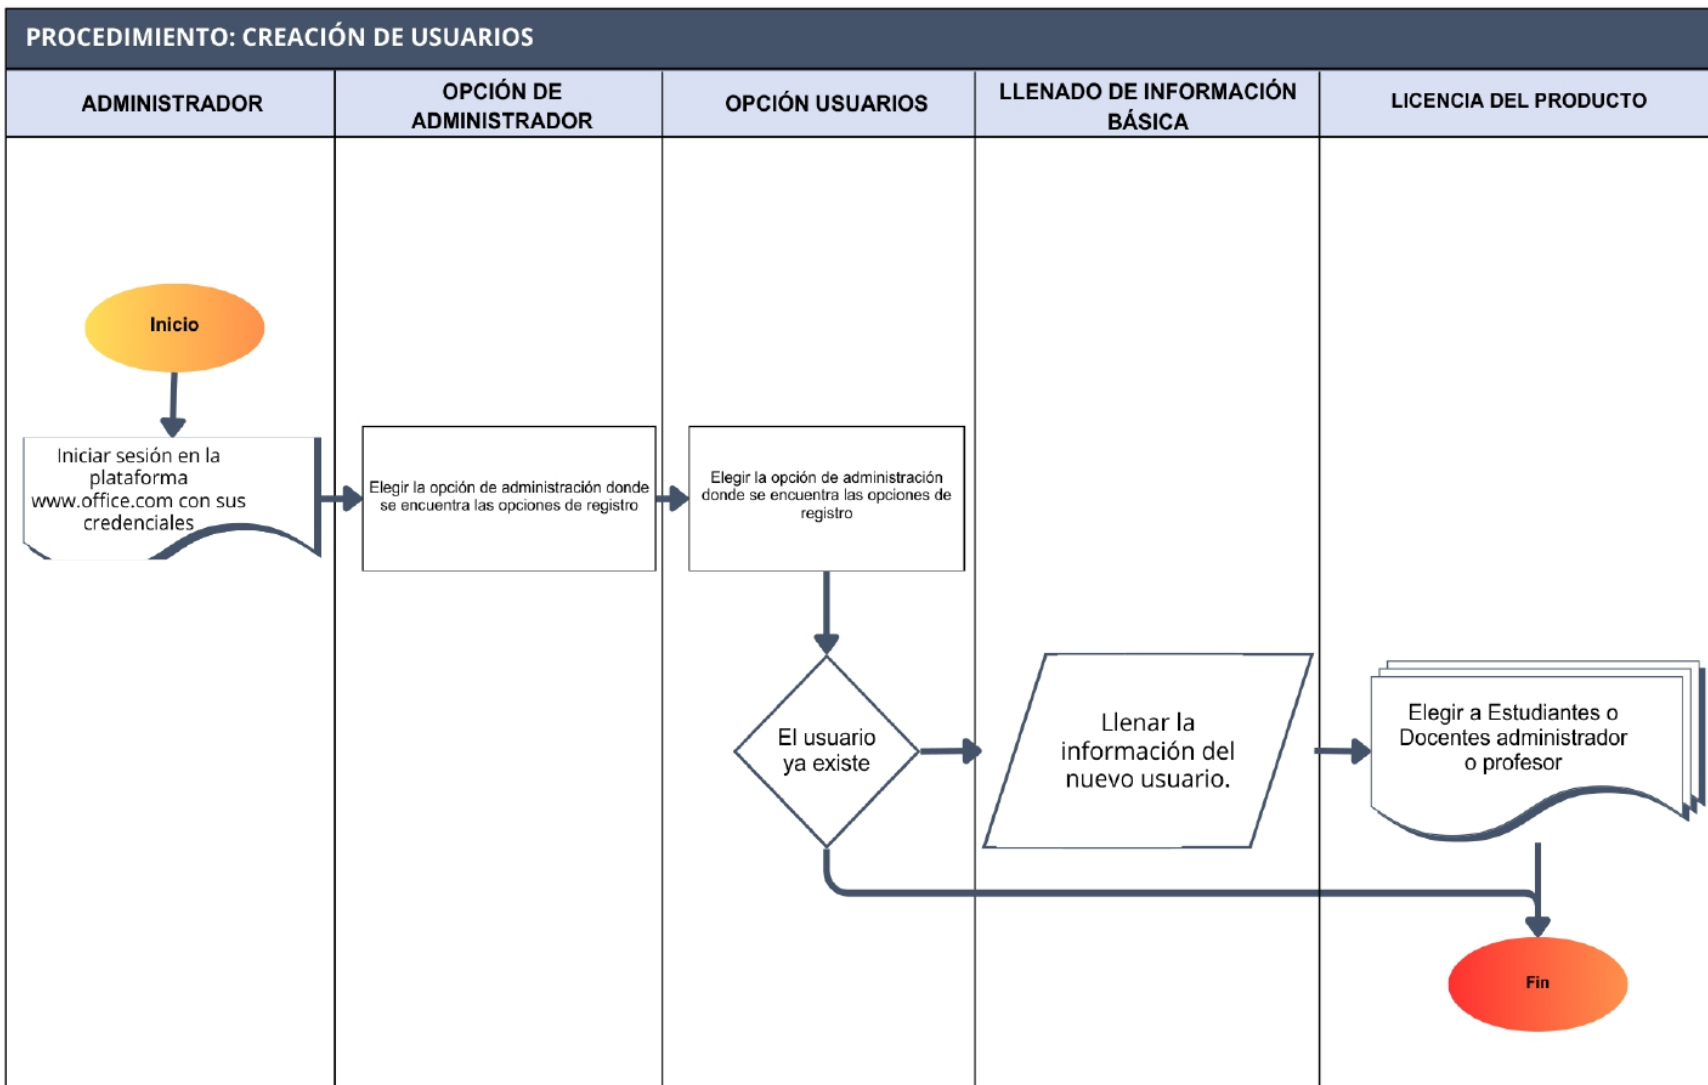 PROCEDIMIENTO: CREACIÓN DE USUARIOS
ADMINISTRADOR
OPCIÓN DE
ADMINISTRADOR
OPCIÓN USUARIOS
LLENADO DE INFORMACIÓN
BÁSICA
LICENCIA DEL PRODUCTO
Inicio
Iniciar sesión en la
plataforma
www.office.com con sus
credenciales
Elegir la opción de administración donde
se encuentra las opciones de registro
Elegir la opción de administración
donde se encuentra las opciones de
registro
El usuario
ya existe
Llenar la
información del
nuevo usuario.
Elegir a Estudiantes o
Docentes administrador
o profesor
Fin